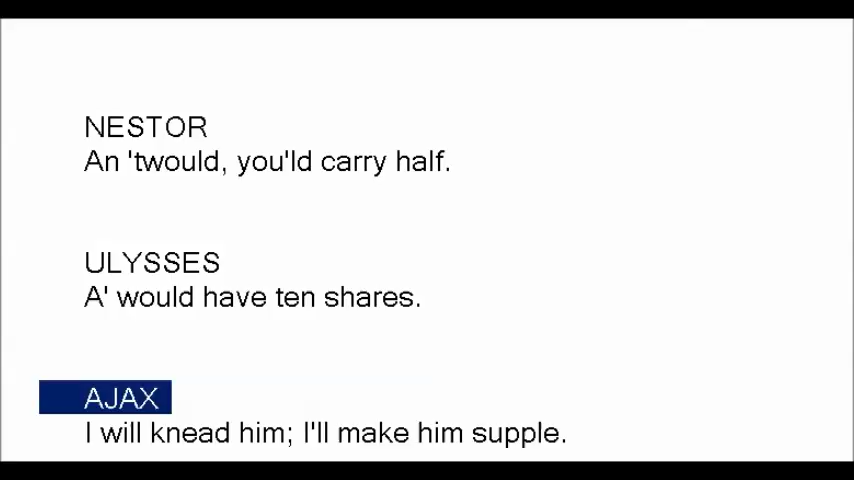 NESTOR
An 'twould, you'ld carry half.
ULYSSES
A' would have ten shares.
AJAX
I will knead him; I'll make him supple.